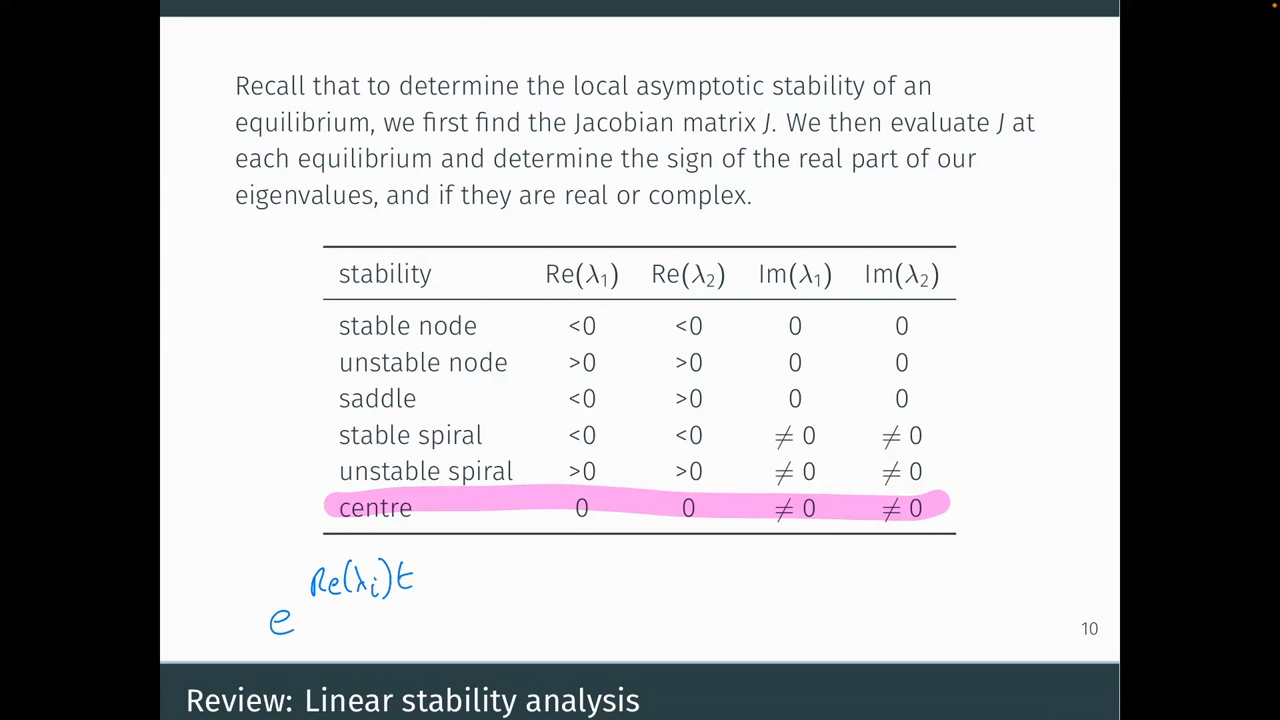 Recall that to determine the local asymptotic stability of an
equilibrium, we first find the Jacobian matrix J. We then evaluate J at
each equilibrium and determine the sign of the real part of our
eigenvalues, and if they are real or complex.
stability Re(λ₁) Re(λ₂) Im(λ₁) Im(λ₂)
stable node <0 <0 0 0
unstable node >0 >0 0 0
saddle <0 >0 0 0
stable spiral <0 <0 ≠ 0 ≠ 0
unstable spiral >0 >0 ≠ 0 ≠ 0
centre 0 0 ≠ 0 ≠ 0
Re(λᵢ)t
e
10
Review: Linear stability analysis